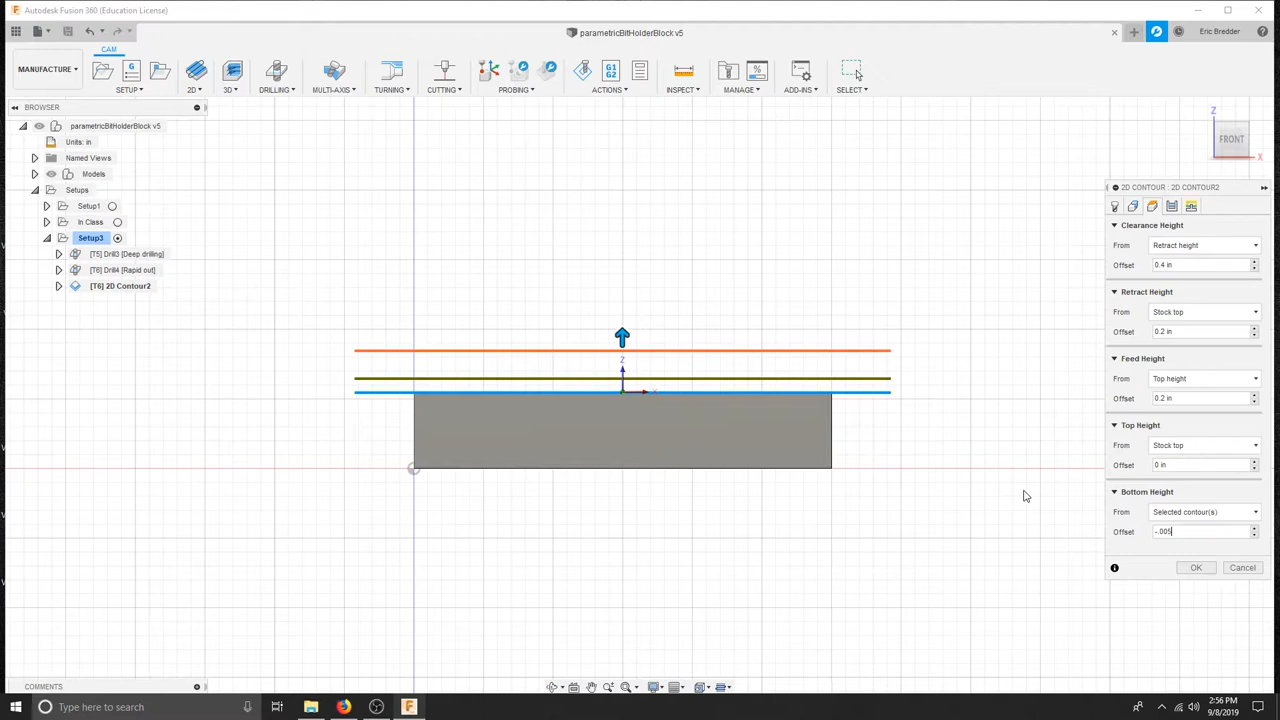 Autodesk Fusion 360 (Education License)
parametricBitHolderBlock v5
Eric Bredder
MANUFACTURE
CAM
G1
G2
SETUP
2D
3D
DRILLING
MULTI-AXIS
TURNING
CUTTING
PROBING
ACTIONS
INSPECT
MANAGE
ADD-INS
SELECT
BROWSER
parametricBitHolderBlock v5
Units: in
Named Views
Models
Setups
Setup1
In Class
Setup3
[T5] Drill3 [Deep drilling]
[T6] Drill4 [Rapid out]
[T6] 2D Contour2
Z
FRONT
X
Z
X
2D CONTOUR : 2D CONTOUR2
Clearance Height
From Retract height
Offset 0.4 in
Retract Height
From Stock top
Offset 0.2 in
Feed Height
From Top height
Offset 0.2 in
Top Height
From Stock top
Offset 0 in
Bottom Height
From Selected contour(s)
Offset -.005
OK Cancel
COMMENTS
Type here to search
2:56 PM
9/8/2019